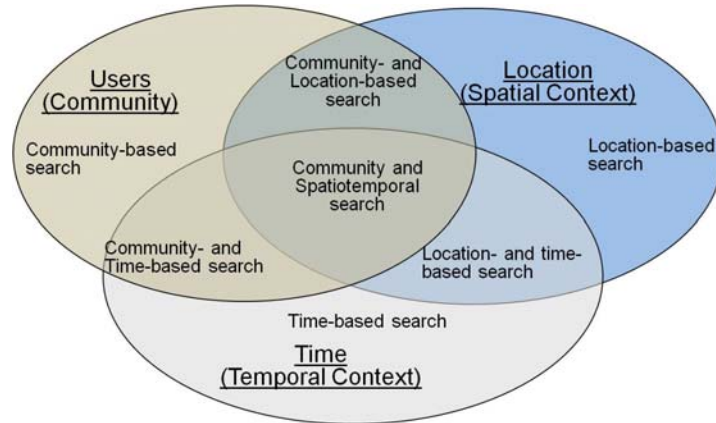 Users
(Community)
Community-based
search
Community- and
Location-based
search
Location
(Spatial Context)
Location-based
search
Community and
Spatiotemporal
search
Community- and
Time-based search
Location- and time-
based search
Time-based search
Time
(Temporal Context)